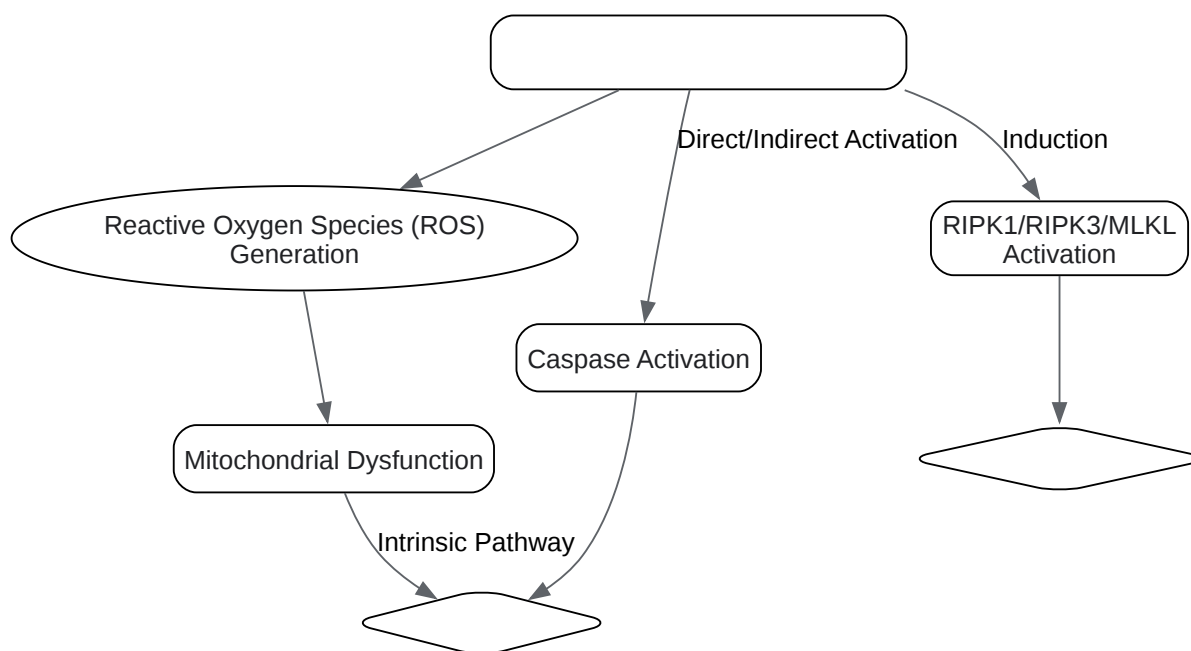 Direct/Indirect Activation
Induction
Reactive Oxygen Species (ROS)
Generation
RIPK1/RIPK3/MLKL
Activation
Caspase Activation
Mitochondrial Dysfunction
Intrinsic Pathway